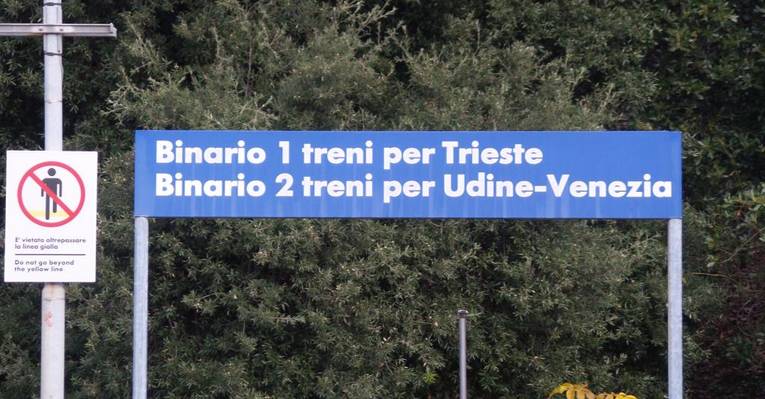 Binario 1 treni per Trieste
Binario 2 treni per Udine-Venezia
E' vietato oltrepassare
la linea gialla
Do not go beyond
the yellow line